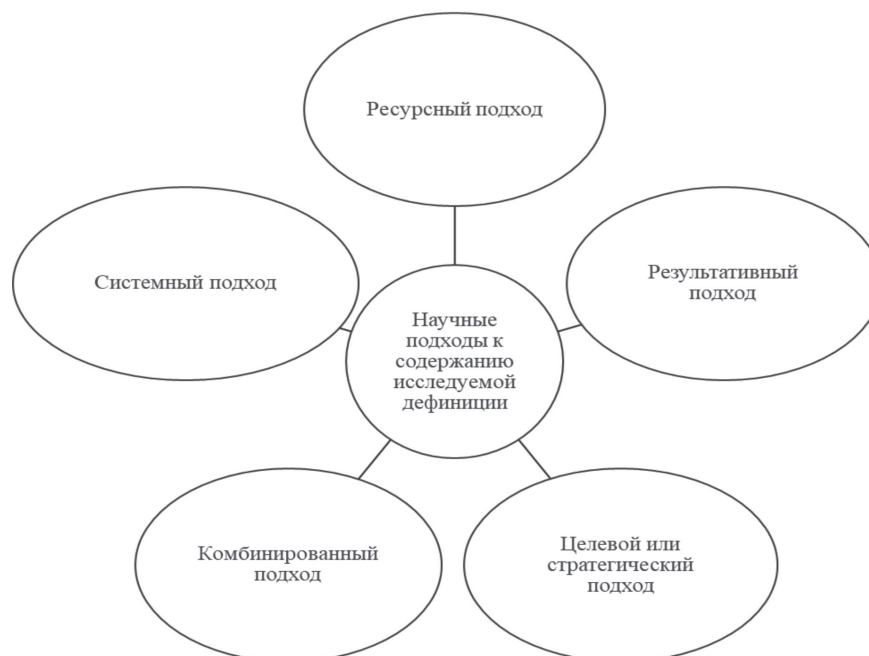 Ресурсный подход
Системный подход
Результативный
подход
Научные
подходы к
содержанию
исследуемой
дефиниции
Комбинированный
подход
Целевой или
стратегический
подход